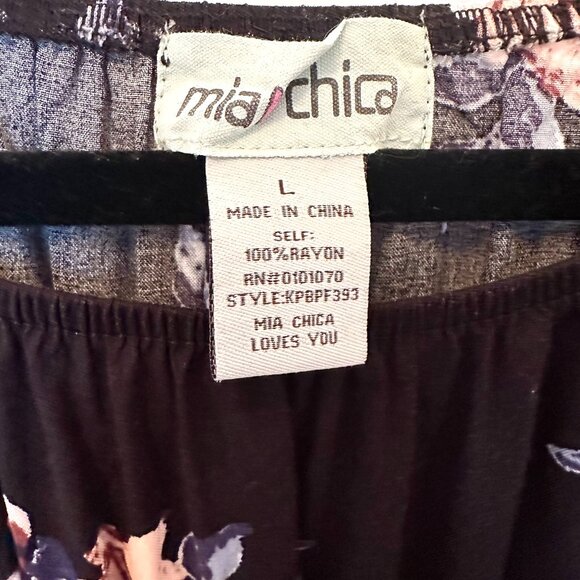 mia chica
L
MADE IN CHINA
SELF:
100%RAYON
RN#0101070
STYLE:KPBPF393
MIA CHICA
LOVES YOU